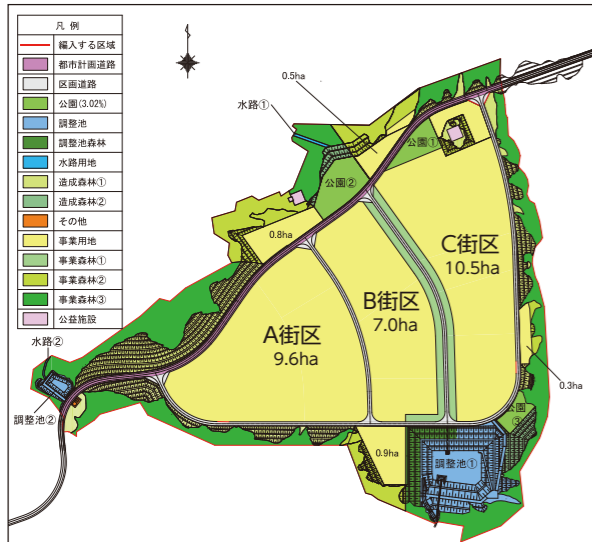 凡 例
編入する区域
都市計画道路
区画道路
公園(3.02%)
調整池
調整池森林
水路用地
造成森林①
造成森林②
その他
事業用地
事業森林①
事業森林②
事業森林③
公益施設
0.5ha
水路①
公園①
公園②
0.8ha
C街区
10.5ha
B街区
7.0ha
A街区
9.6ha
水路②
調整池②
0.3ha
公園
③
0.9ha
調整池①